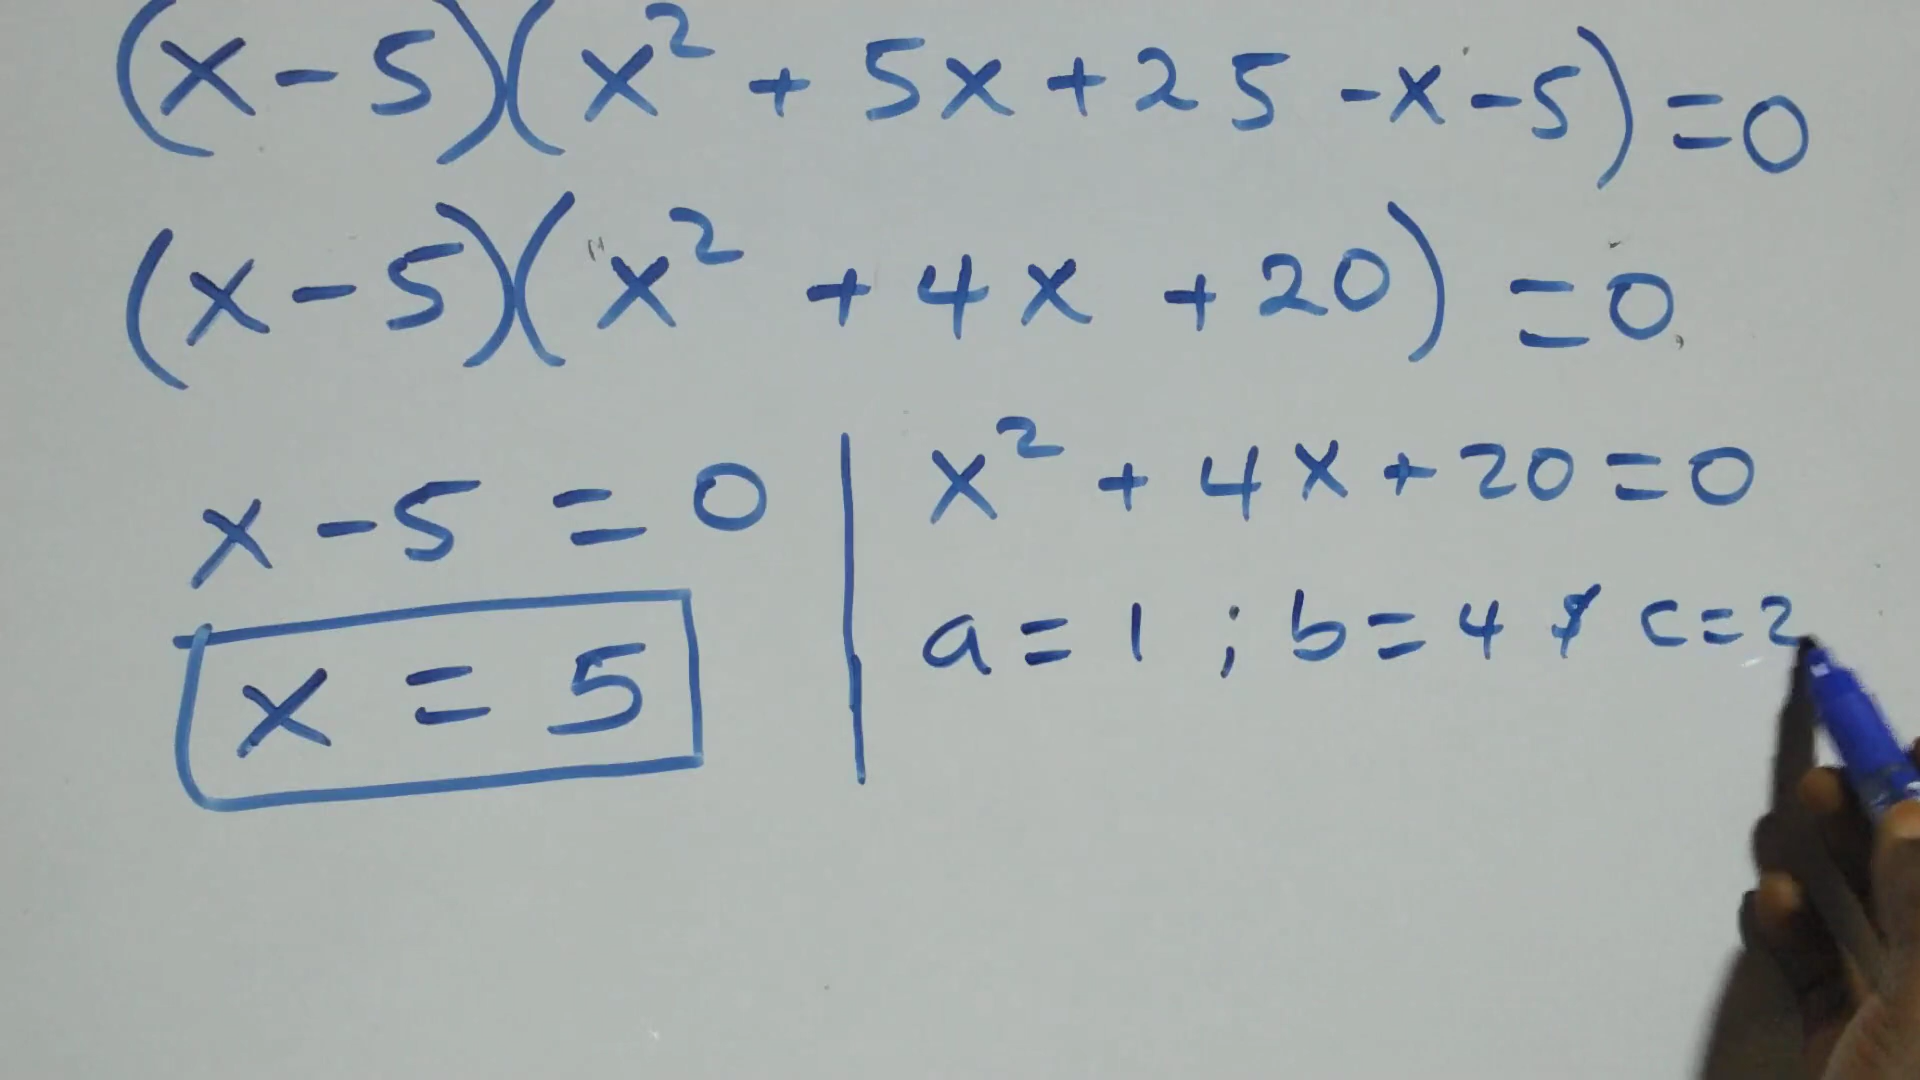 (x-5)(x² + 5x + 25 - x - 5) = 0
(x-5)(x² + 4x + 20) = 0
x - 5 = 0
x = 5
x² + 4x + 20 = 0
a = 1 ; b = 4 ; c = 2